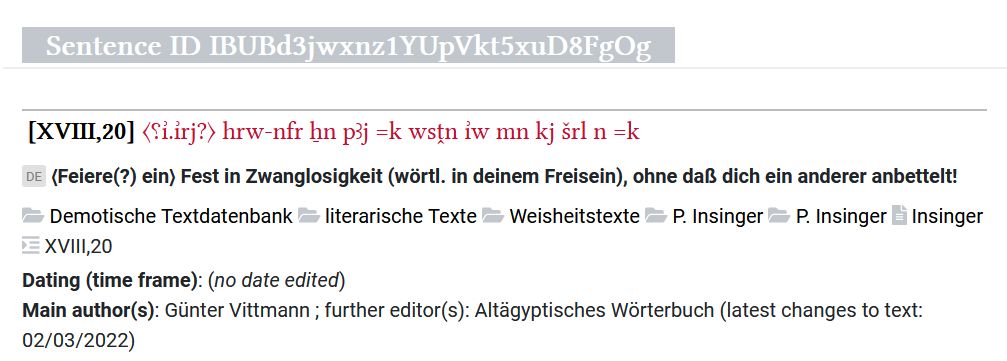 Sentence ID IBUBd3jwxnz1YUpVkt5xuD8FgOg
[XVIII,20] 〈⸮i̯.i̯rj?〉 hrw-nfr ẖn pꜣj =k wsṱn i̯w mn kj šrl n =k
DE 〈Feiere(?) ein〉 Fest in Zwanglosigkeit (wörtl. in deinem Freisein), ohne daß dich ein anderer anbettelt!
Demotische Textdatenbank literarische Texte Weisheitstexte P. Insinger P. Insinger Insinger
XVIII,20
Dating (time frame): (no date edited)
Main author(s): Günter Vittmann ; further editor(s): Altägyptisches Wörterbuch (latest changes to text:
02/03/2022)